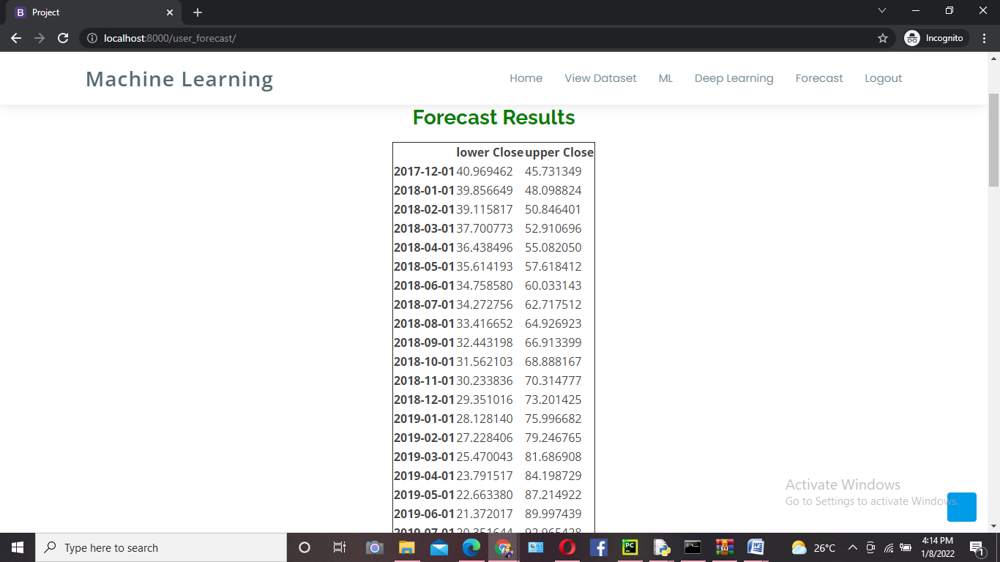 Project
localhost:8000/user_forecast/
Incognito
Machine Learning
Home View Dataset ML Deep Learning Forecast Logout
Forecast Results
lower Close upper Close
2017-12-01 40.969462 45.731349
2018-01-01 39.856649 48.098824
2018-02-01 39.115817 50.846401
2018-03-01 37.700773 52.910696
2018-04-01 36.438496 55.082050
2018-05-01 35.614193 57.618412
2018-06-01 34.758580 60.033143
2018-07-01 34.272756 62.717512
2018-08-01 33.416652 64.926923
2018-09-01 32.443198 66.913399
2018-10-01 31.562103 68.888167
2018-11-01 30.233836 70.314777
2018-12-01 29.351016 73.201425
2019-01-01 28.128140 75.996682
2019-02-01 27.228406 79.246765
2019-03-01 25.470043 81.686908
2019-04-01 23.791517 84.198729
2019-05-01 22.663380 87.214922
2019-06-01 21.372017 89.997439
2019-07-01 20.351644 92.965428
Activate Windows
Go to Settings to activate Windows.
Type here to search
26°C
4:14 PM
1/8/2022